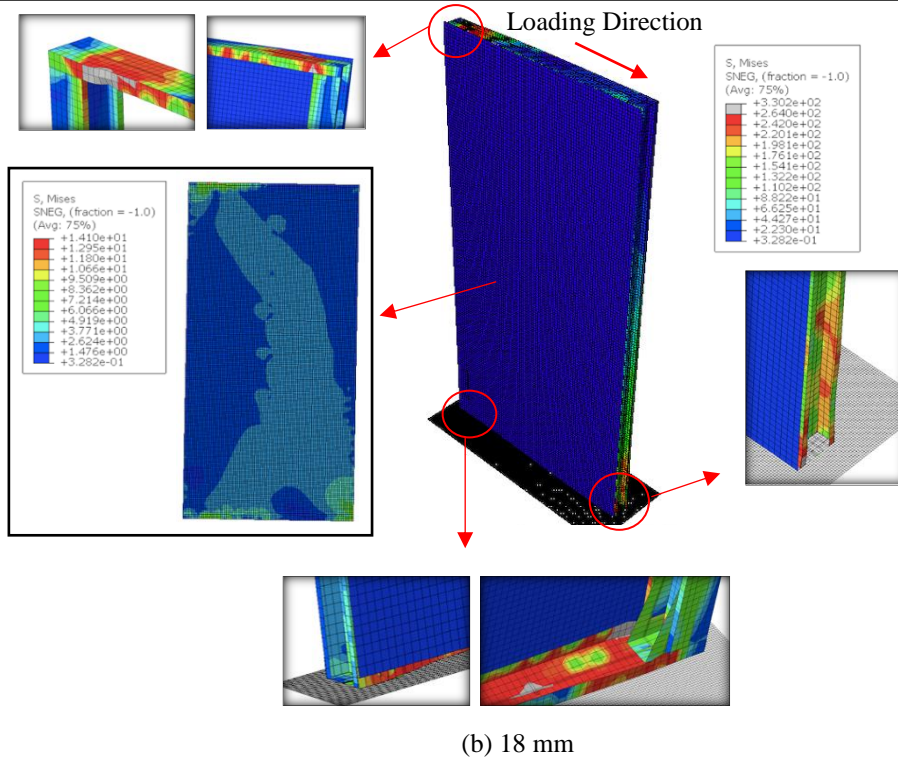 Loading Direction
S, Mises
SNEG, (fraction = -1.0)
(Avg: 75%)
+3.302e+02
+2.640e+02
+2.420e+02
+2.201e+02
+1.981e+02
+1.761e+02
+1.541e+02
+1.322e+02
+1.102e+02
+8.822e+01
+6.625e+01
+4.427e+01
+2.230e+01
+3.282e-01
S, Mises
SNEG, (fraction = -1.0)
(Avg: 75%)
+1.410e+01
+1.295e+01
+1.180e+01
+1.066e+01
+9.509e+00
+8.362e+00
+7.214e+00
+6.066e+00
+4.919e+00
+3.771e+00
+2.624e+00
+1.476e+00
+3.282e-01
(b) 18 mm